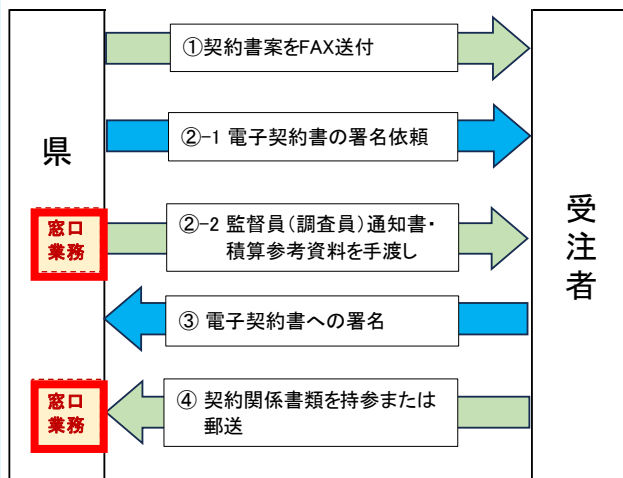 ①契約書案をFAX送付
②-1 電子契約書の署名依頼
県
窓口
業務
②-2 監督員(調査員)通知書・
積算参考資料を手渡し
受注者
③ 電子契約書への署名
窓口
業務
④ 契約関係書類を持参または
郵送